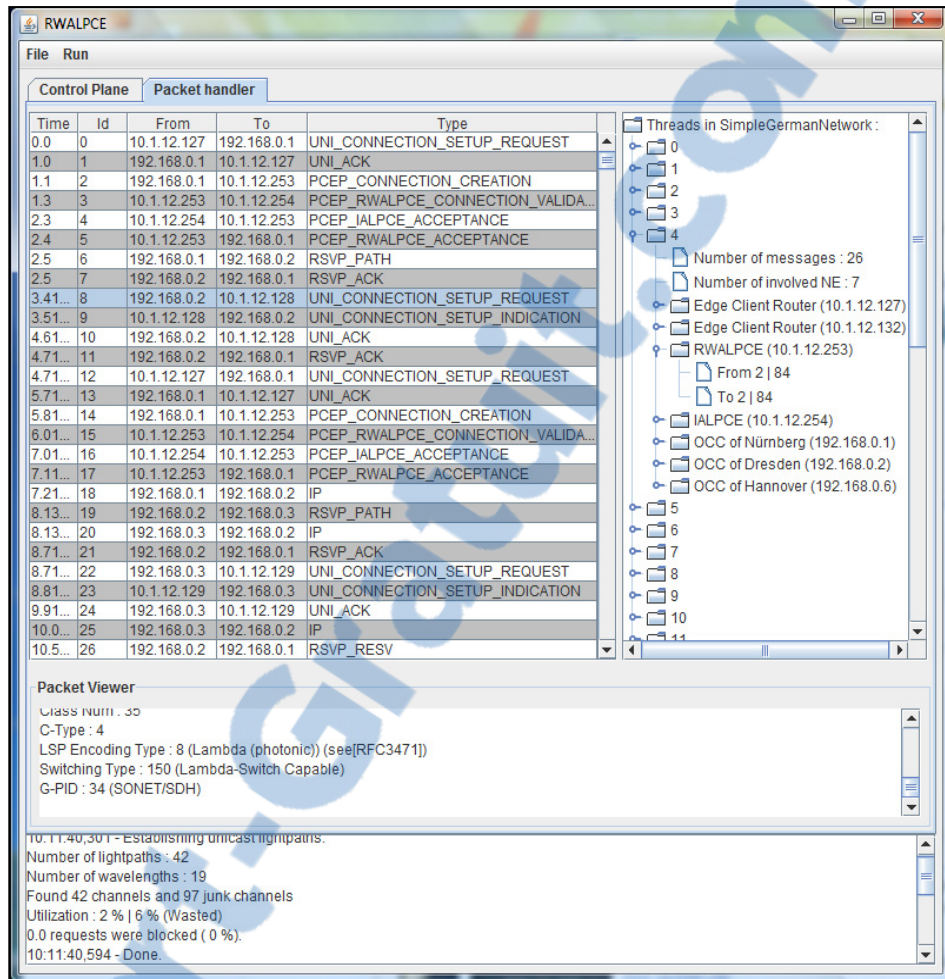 RWALPCE
File Run
Control Plane Packet handler
Time Id From To Type
0.0 0 10.1.12.127 192.168.0.1 UNI_CONNECTION_SETUP_REQUEST
1.0 1 192.168.0.1 10.1.12.127 UNI_ACK
1.1 2 192.168.0.1 10.1.12.253 PCEP_CONNECTION_CREATION
1.3 3 10.1.12.253 10.1.12.254 PCEP_RWALPCE_CONNECTION_VALIDA...
2.3 4 10.1.12.254 10.1.12.253 PCEP_IALPCE_ACCEPTANCE
2.4 5 10.1.12.253 192.168.0.1 PCEP_RWALPCE_ACCEPTANCE
2.5 6 192.168.0.1 192.168.0.2 RSVP_PATH
2.5 7 192.168.0.2 192.168.0.1 RSVP_ACK
3.41... 8 192.168.0.2 10.1.12.128 UNI_CONNECTION_SETUP_REQUEST
3.51... 9 10.1.12.128 192.168.0.2 UNI_CONNECTION_SETUP_INDICATION
4.61... 10 192.168.0.2 10.1.12.128 UNI_ACK
4.71... 11 192.168.0.2 192.168.0.1 RSVP_ACK
4.71... 12 10.1.12.127 192.168.0.1 UNI_CONNECTION_SETUP_REQUEST
5.71... 13 192.168.0.1 10.1.12.127 UNI_ACK
5.81... 14 192.168.0.1 10.1.12.253 PCEP_CONNECTION_CREATION
6.01... 15 10.1.12.253 10.1.12.254 PCEP_RWALPCE_CONNECTION_VALIDA...
7.01... 16 10.1.12.254 10.1.12.253 PCEP_IALPCE_ACCEPTANCE
7.11... 17 10.1.12.253 192.168.0.1 PCEP_RWALPCE_ACCEPTANCE
7.21... 18 192.168.0.1 192.168.0.2 IP
8.13... 19 192.168.0.2 192.168.0.3 RSVP_PATH
8.13... 20 192.168.0.3 192.168.0.2 IP
8.71... 21 192.168.0.2 192.168.0.1 RSVP_ACK
8.71... 22 192.168.0.3 10.1.12.129 UNI_CONNECTION_SETUP_REQUEST
8.81... 23 10.1.12.129 192.168.0.3 UNI_CONNECTION_SETUP_INDICATION
9.91... 24 192.168.0.3 10.1.12.129 UNI_ACK
10.0... 25 192.168.0.3 192.168.0.2 IP
10.5... 26 192.168.0.2 192.168.0.1 RSVP_RESV
Threads in SimpleGermanNetwork :
0
1
2
3
4
Number of messages : 26
Number of involved NE : 7
Edge Client Router (10.1.12.127)
Edge Client Router (10.1.12.132)
RWALPCE (10.1.12.253)
From 2 | 84
To 2 | 84
IALPCE (10.1.12.254)
OCC of Nürnberg (192.168.0.1)
OCC of Dresden (192.168.0.2)
OCC of Hannover (192.168.0.6)
5
6
7
8
9
10
11
Packet Viewer
Class Num : 35
C-Type : 4
LSP Encoding Type : 8 (Lambda (photonic)) (see[RFC3471])
Switching Type : 150 (Lambda-Switch Capable)
G-PID : 34 (SONET/SDH)
10:11:40,301 - Establishing unicast lightpaths.
Number of lightpaths : 42
Number of wavelengths : 19
Found 42 channels and 97 junk channels
Utilization : 2 % | 6 % (Wasted)
0.0 requests were blocked ( 0 %).
10:11:40,594 - Done.